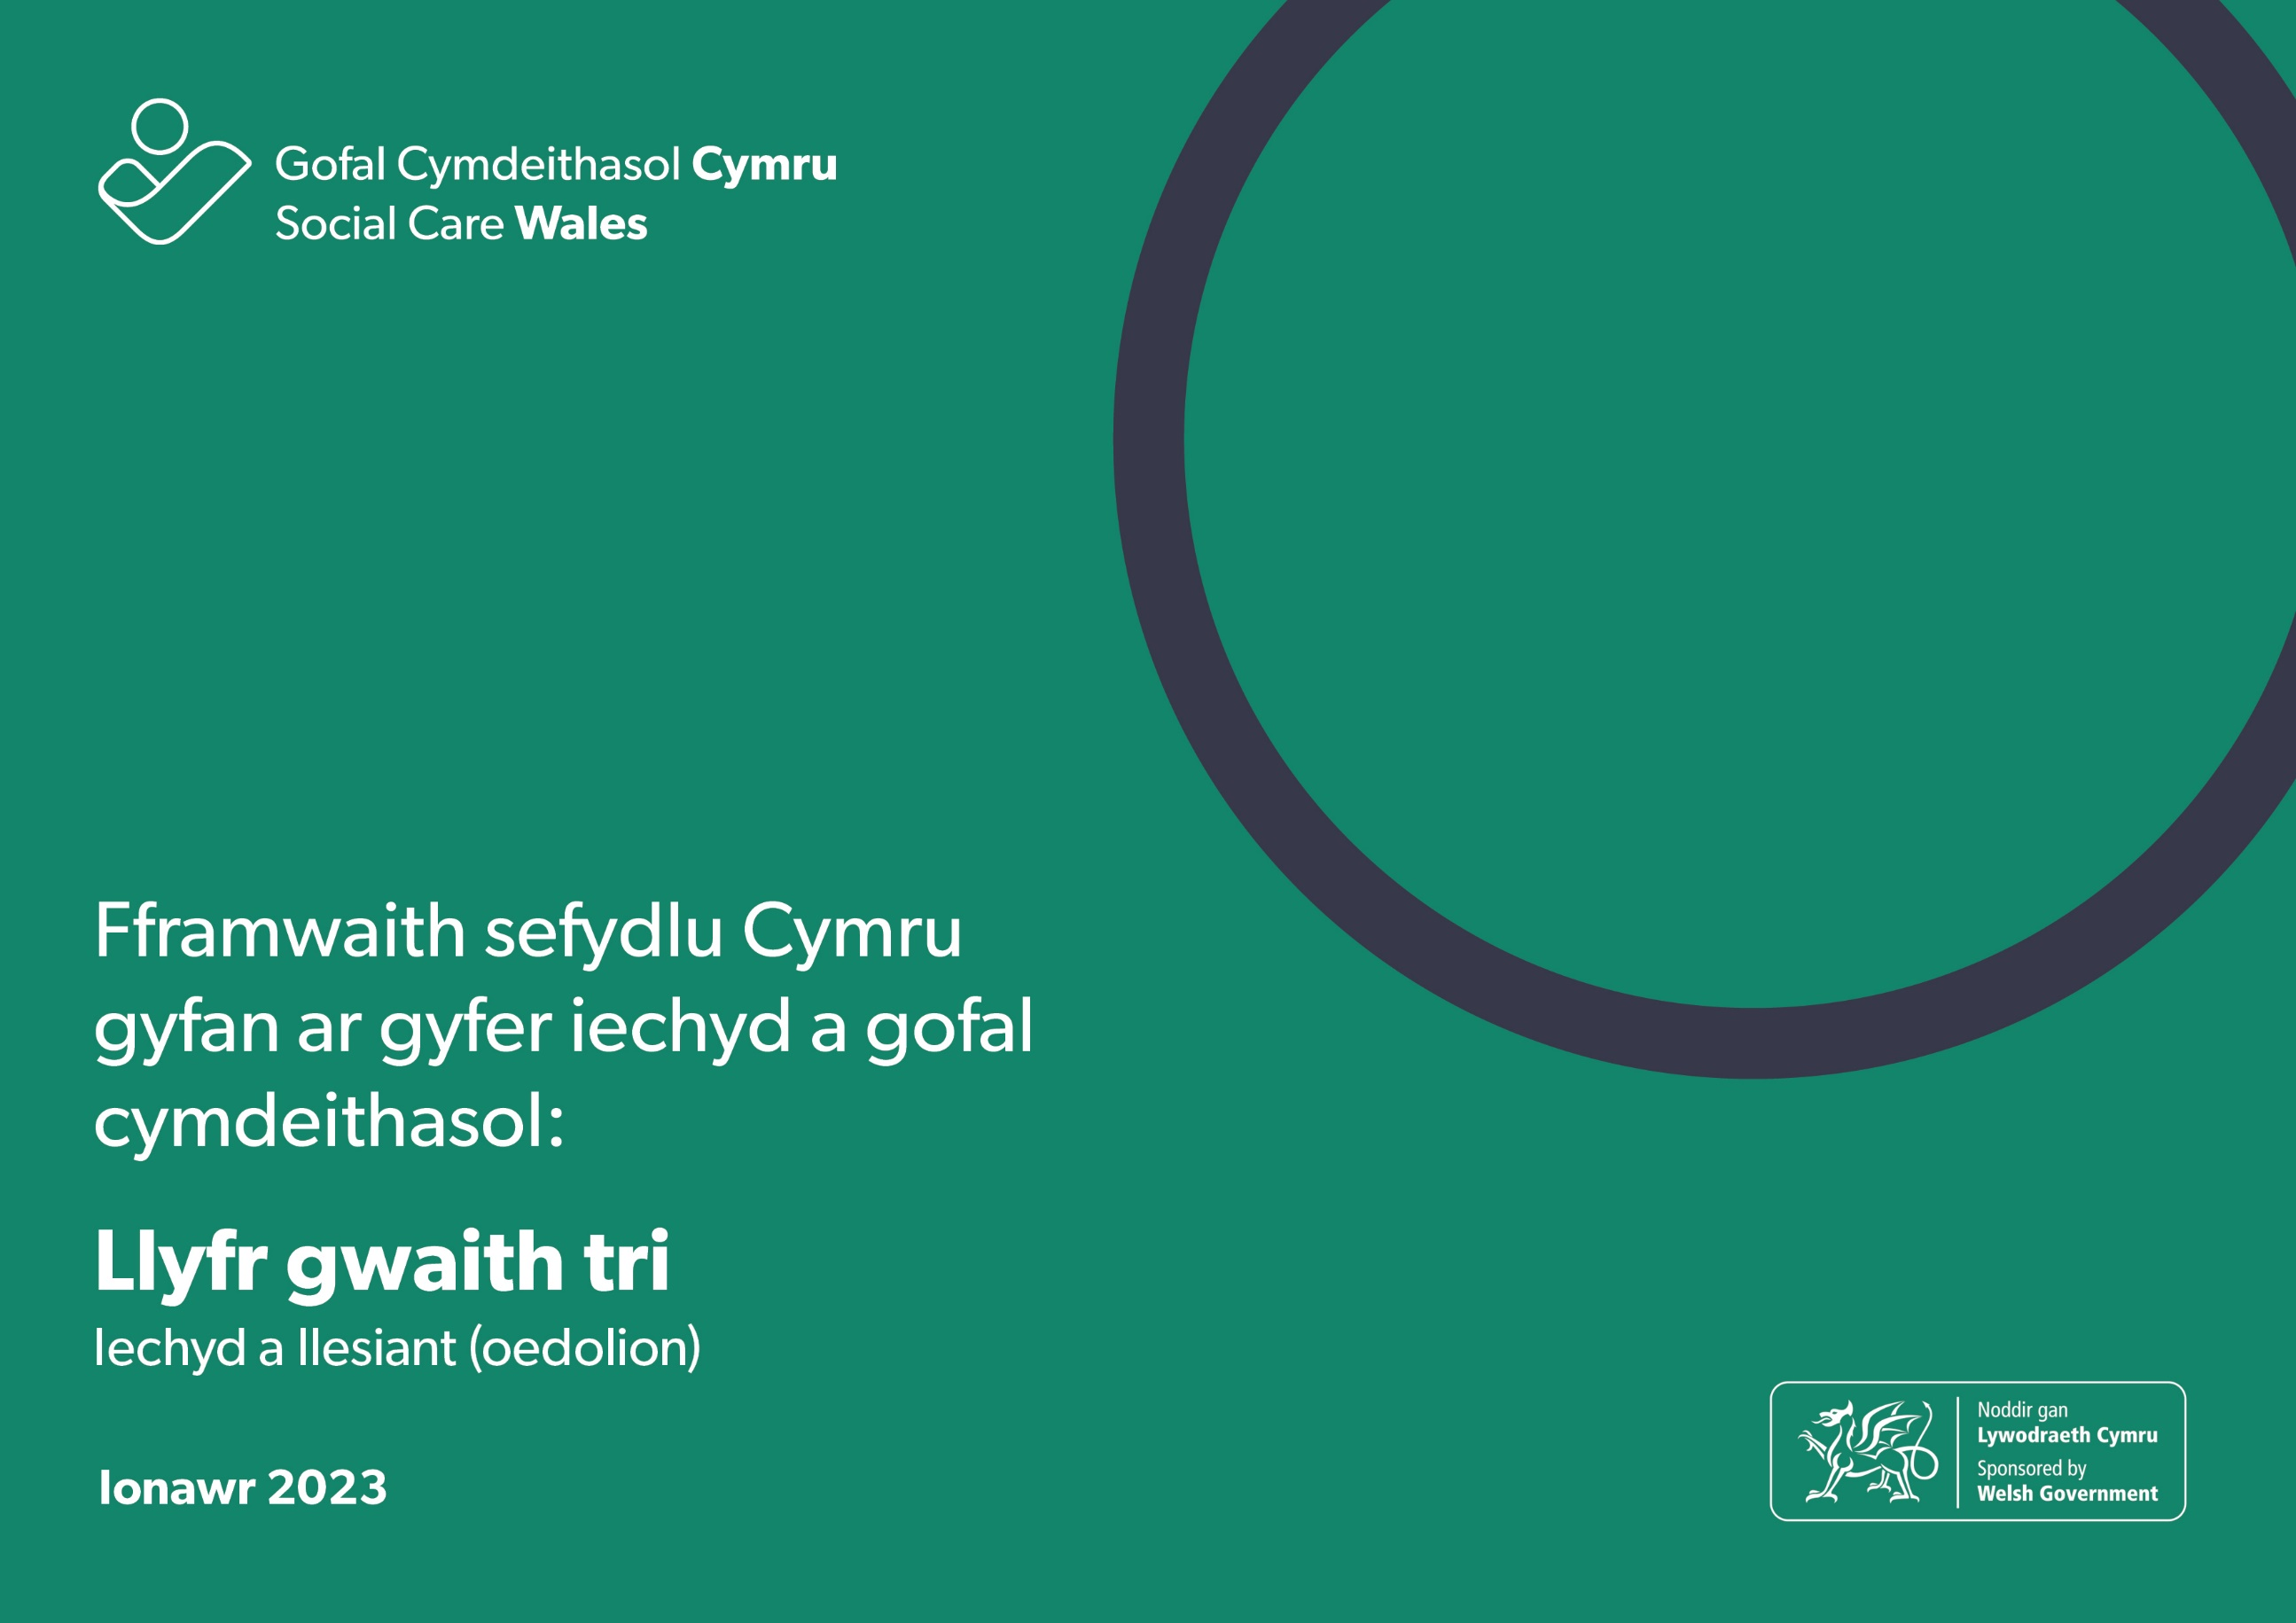 Gofal Cymdeithasol Cymru
Social Care Wales
Fframwaith sefydlu Cymru
gyfan ar gyfer iechyd a gofal
cymdeithasol:
Llyfr gwaith tri
Iechyd a llesiant (oedolion)
Ionawr 2023
Noddir gan
Lywodraeth Cymru
Sponsored by
Welsh Government